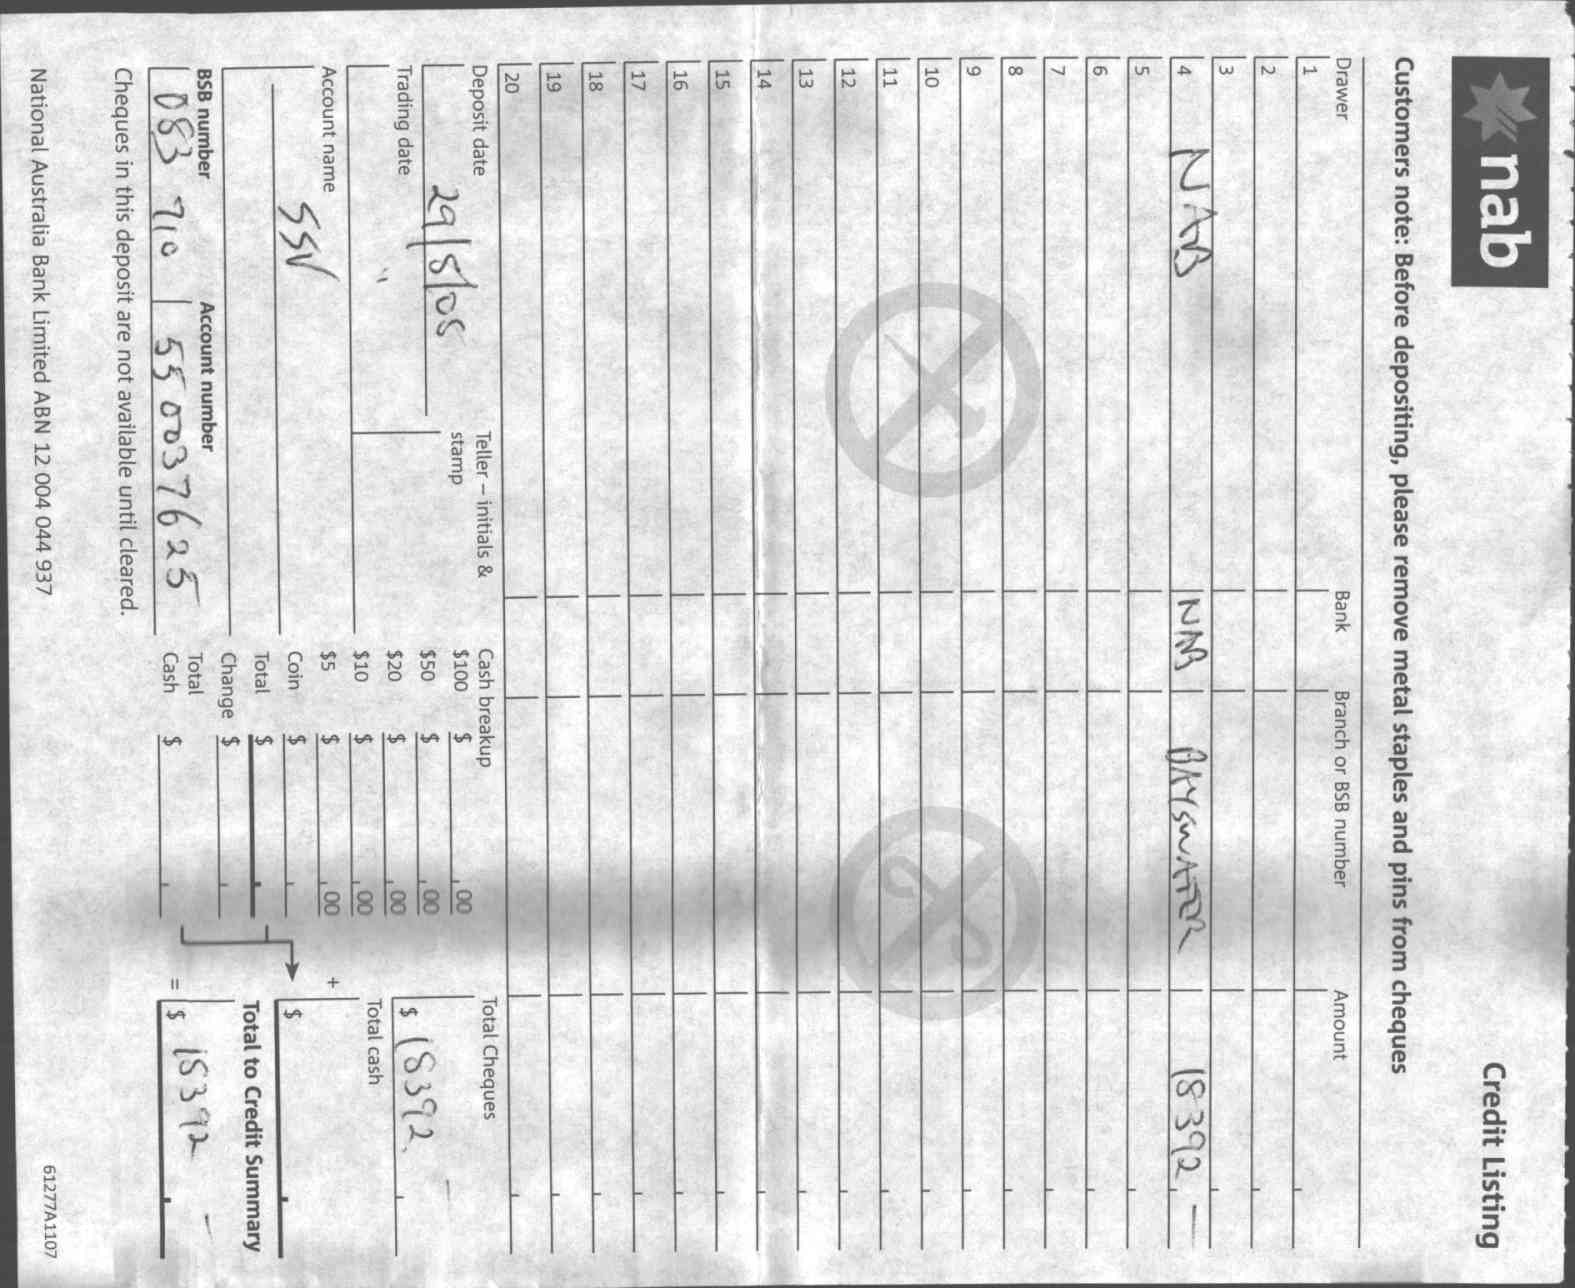 nab
Credit Listing
Customers note: Before depositing, please remove metal staples and pins from cheques
Drawer Bank Branch or BSB number Amount
1
2
3
4 NAB NAB BAYSWATER 18392 —
5
6
7
8
9
10
11
12
13
14
15
16
17
18
19
20
Deposit date 29/5/08
Trading date "
Account name
SSV
BSB number Account number
083 710 550037625
Cheques in this deposit are not available until cleared.
Teller – initials &
stamp
Cash breakup
$100 $ .00
$50 $ .00
$20 $ .00
$10 $ .00
$5 $ .00
Coin $ .
Total $ .
Change $ .
Total
Cash $ .
Total Cheques
$ 18392. —
+
Total cash
$ .
Total to Credit Summary
= $ 18392 —
National Australia Bank Limited ABN 12 004 044 937
61277A1107